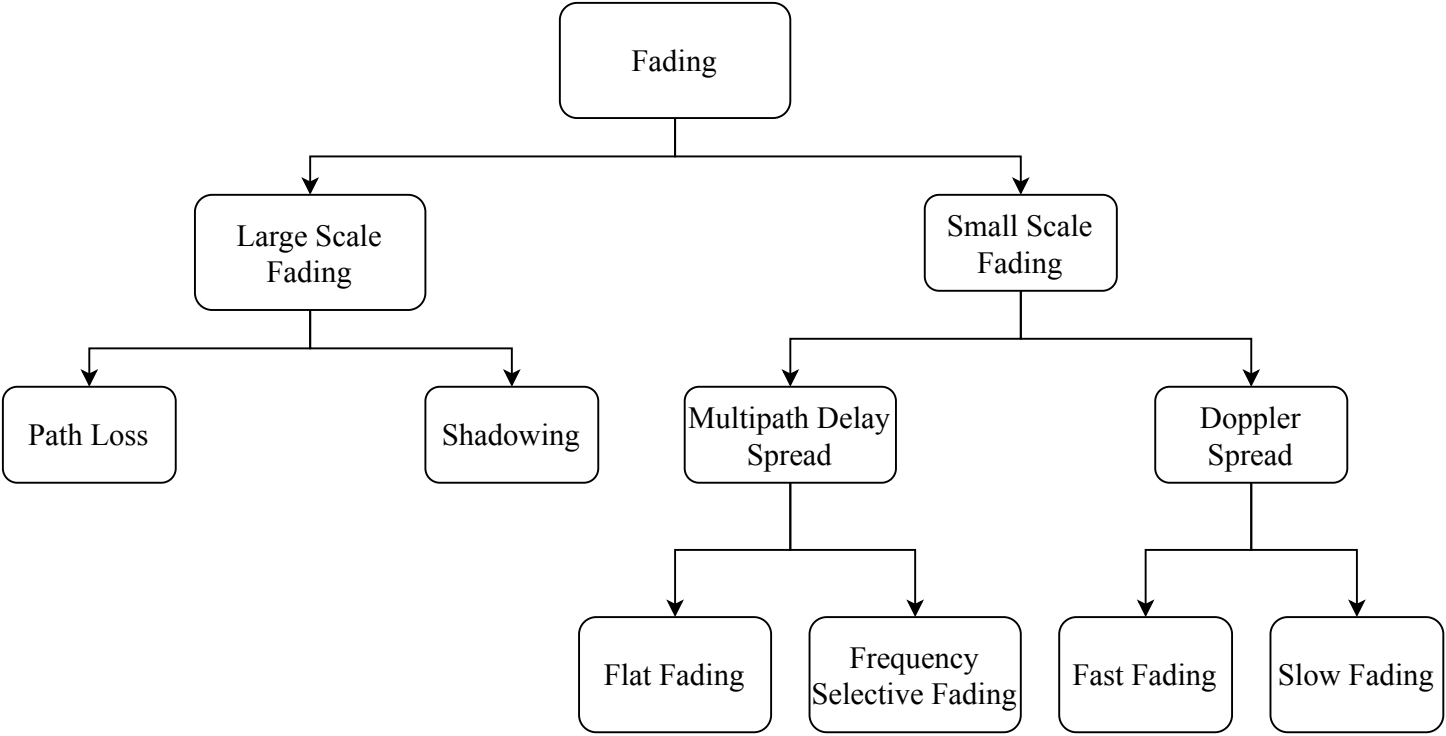 Fading
Large Scale
Fading
Small Scale
Fading
Path Loss
Shadowing
Multipath Delay
Spread
Doppler
Spread
Flat Fading
Frequency
Selective Fading
Fast Fading
Slow Fading